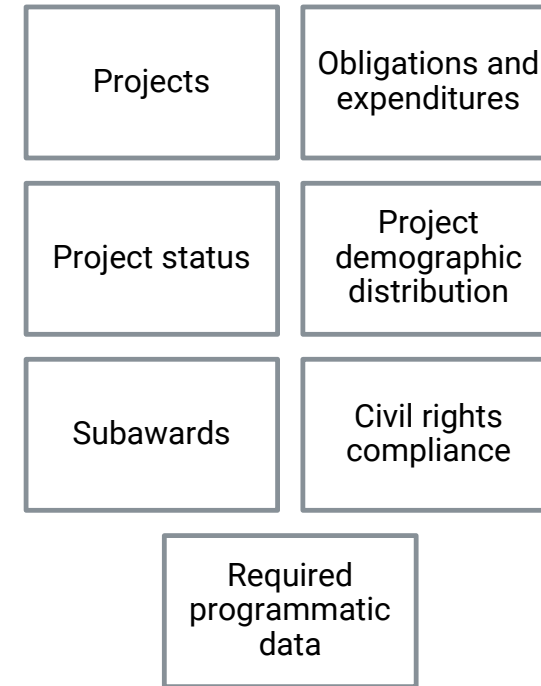 Projects
Obligations and
expenditures
Project status
Project
demographic
distribution
Subawards
Civil rights
compliance
Required
programmatic
data